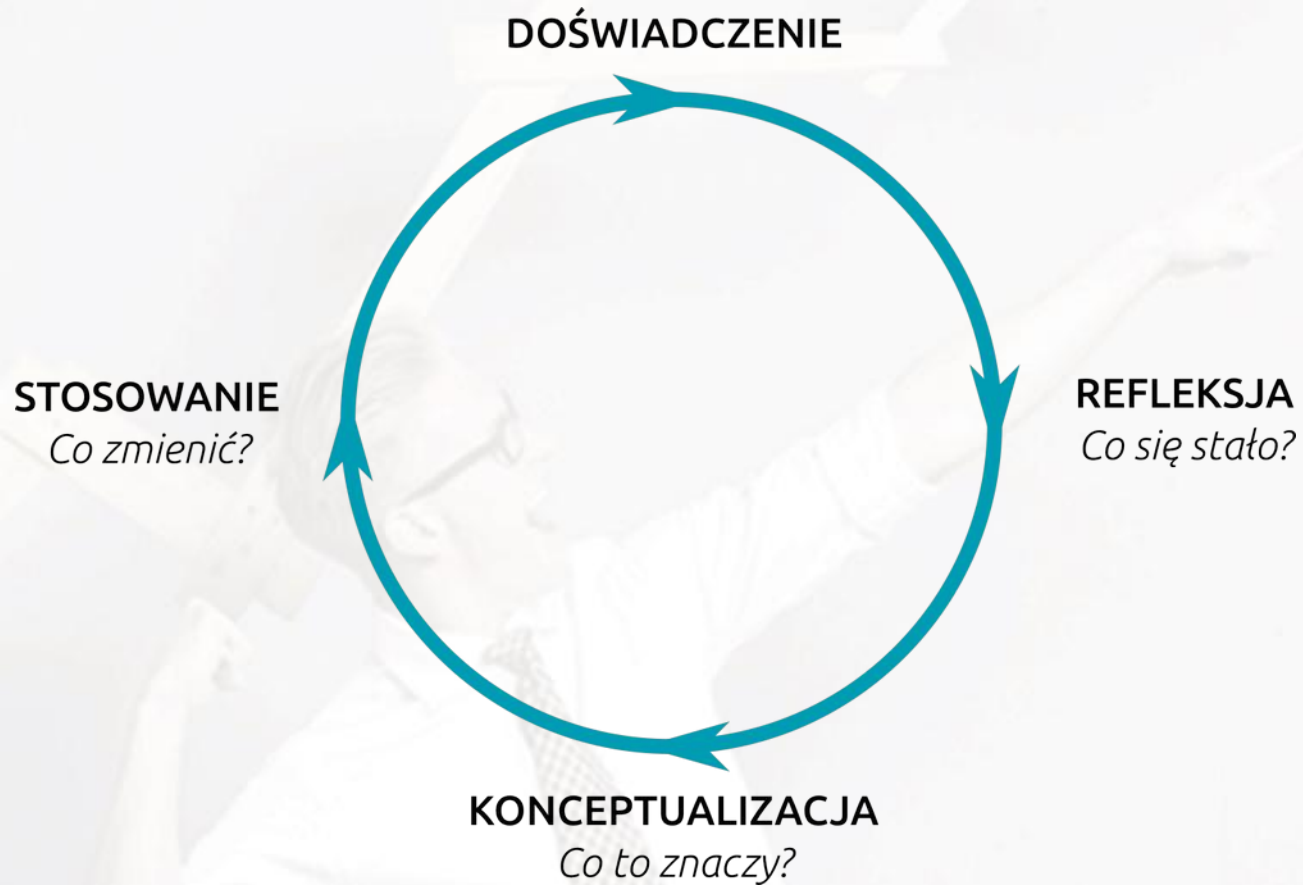 DOŚWIADCZENIE
STOSOWANIE
Co zmienić?
REFLEKSJA
Co się stało?
KONCEPTUALIZACJA
Co to znaczy?